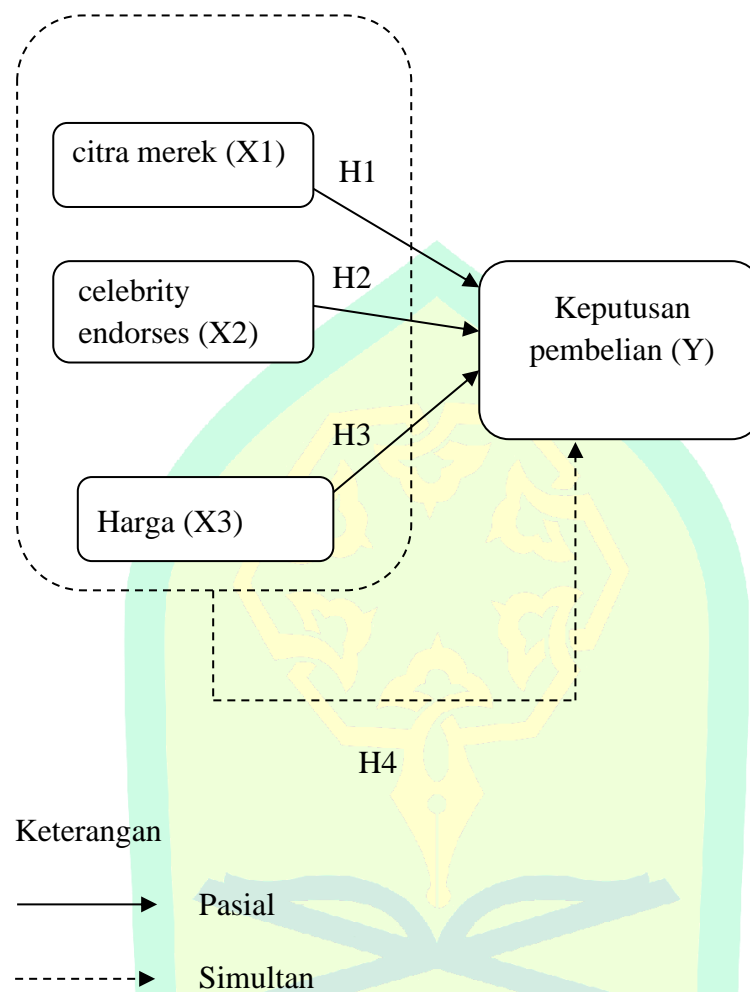 citra merek (X1)
H1
celebrity
endorses (X2)
H2
Keputusan
pembelian (Y)
H3
Harga (X3)
H4
Keterangan
Pasial
Simultan